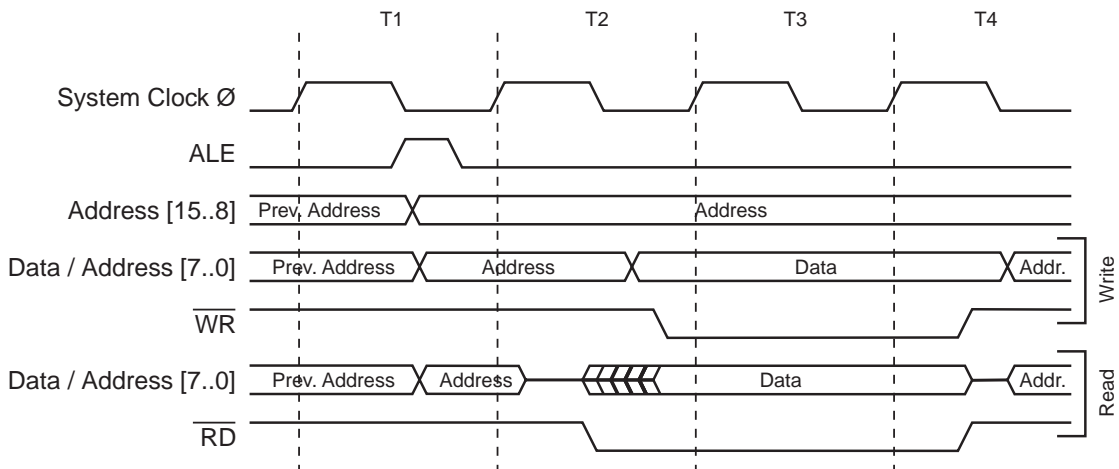 T1 T2 T3 T4
System Clock Ø
ALE
Address [15..8] Prev. Address Address
Data / Address [7..0] Prev. Address Address Data Addr.
WR
Write
Data / Address [7..0] Prev. Address Address Data Addr.
RD
Read